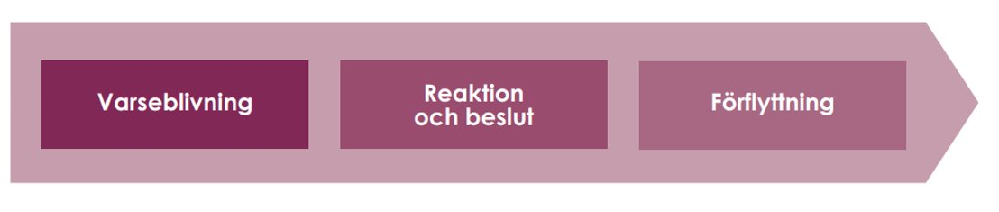 Varseblivning
Reaktion
och beslut
Förflyttning